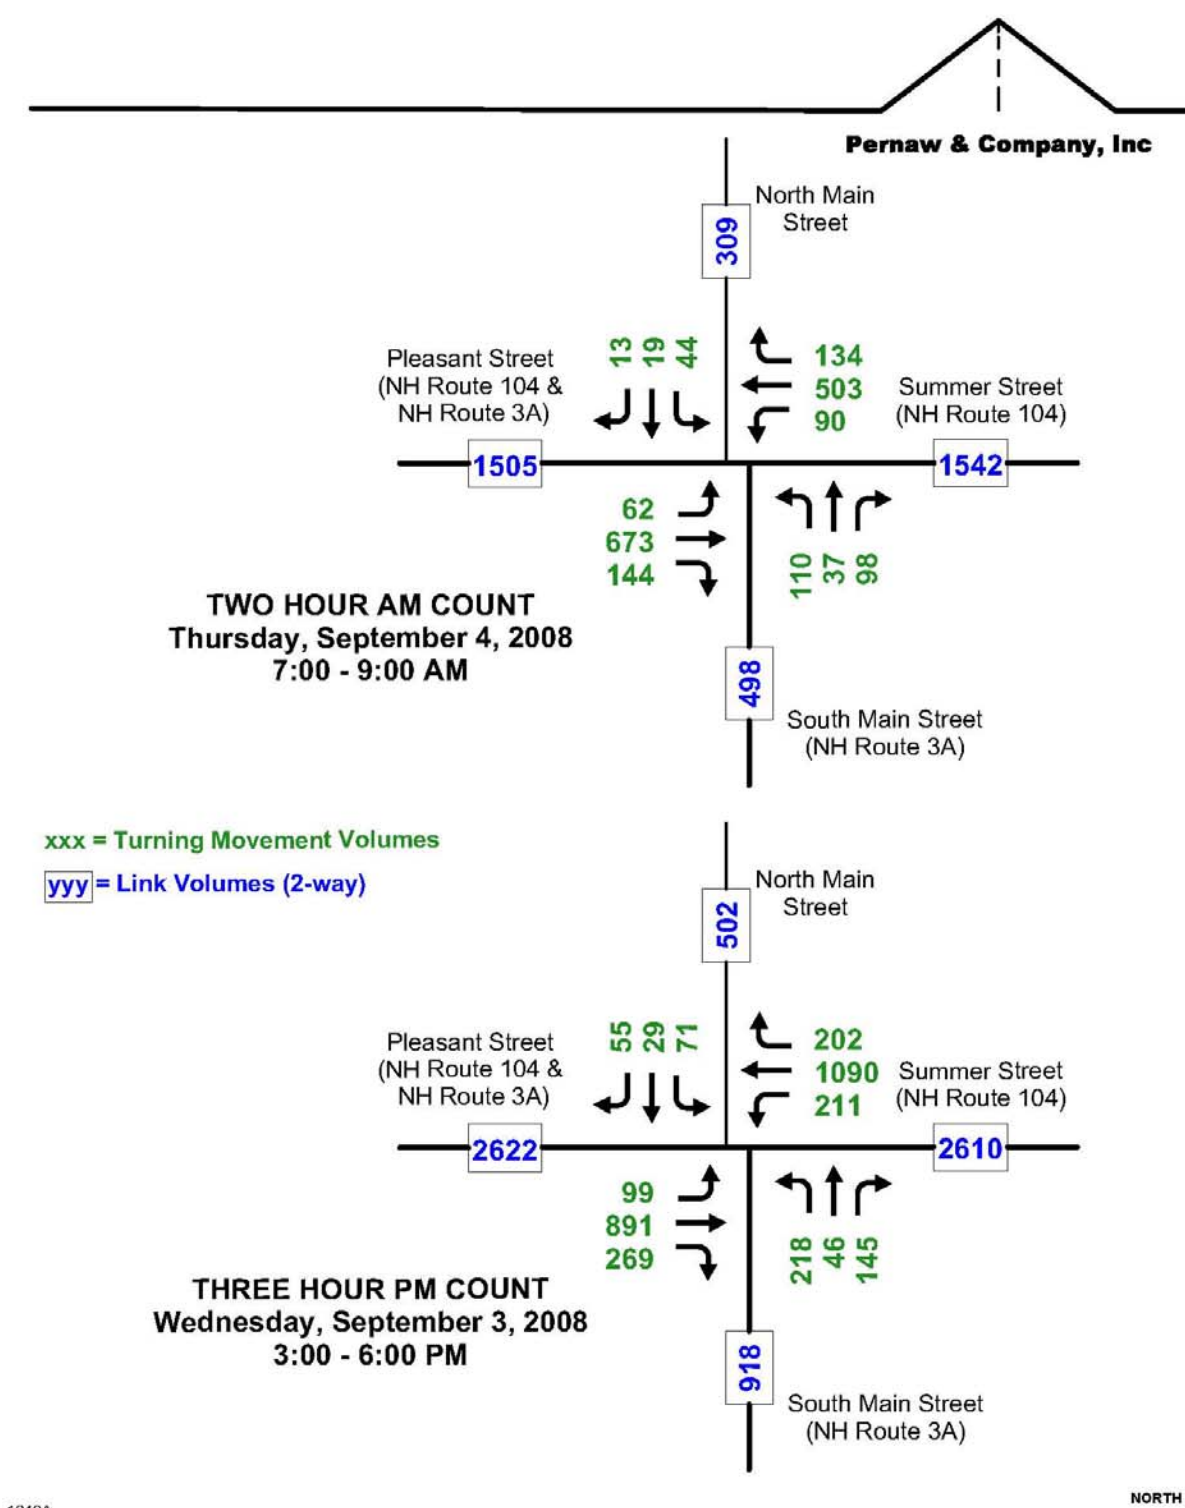 Pernaw & Company, Inc
North Main
Street
309
13 19 44
134
503
90
Pleasant Street
(NH Route 104 &
NH Route 3A)
Summer Street
(NH Route 104)
1505
1542
62
673
144
110 37 98
TWO HOUR AM COUNT
Thursday, September 4, 2008
7:00 - 9:00 AM
498
South Main Street
(NH Route 3A)
xxx = Turning Movement Volumes
yyy = Link Volumes (2-way)
North Main
Street
502
55 29 71
202
1090
211
Pleasant Street
(NH Route 104 &
NH Route 3A)
Summer Street
(NH Route 104)
2622
2610
99
891
269
218 46 145
THREE HOUR PM COUNT
Wednesday, September 3, 2008
3:00 - 6:00 PM
918
South Main Street
(NH Route 3A)
NORTH